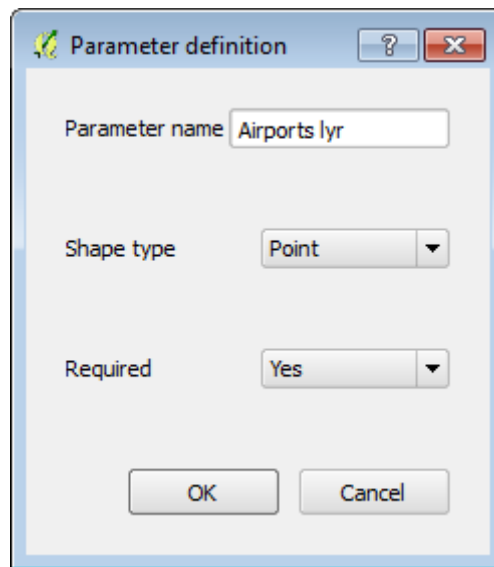 Parameter definition
Parameter name Airports lyr
Shape type Point
Required Yes
OK Cancel